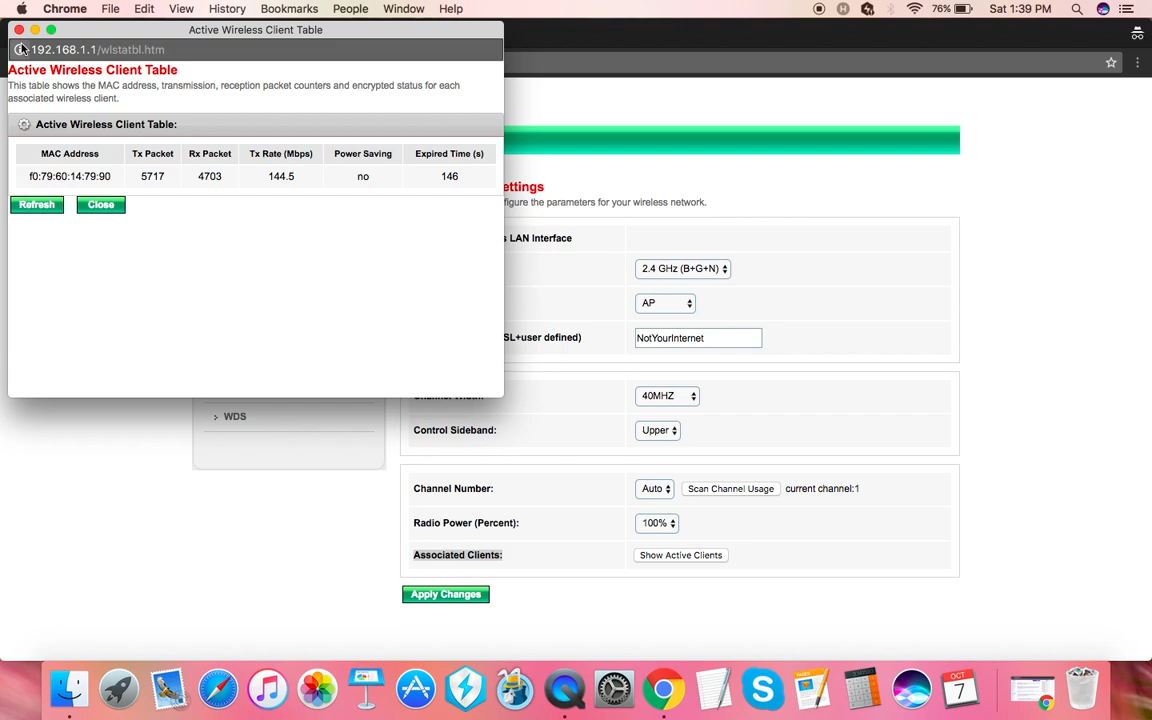 Chrome File Edit View History Bookmarks People Window Help 76% Sat 1:39 PM
Active Wireless Client Table
192.168.1.1/wlstatbl.htm
Active Wireless Client Table
This table shows the MAC address, transmission, reception packet counters and encrypted status for each
associated wireless client.
Active Wireless Client Table:
MAC Address Tx Packet Rx Packet Tx Rate (Mbps) Power Saving Expired Time (s)
f0:79:60:14:79:90 5717 4703 144.5 no 146
Refresh Close
ettings
figure the parameters for your wireless network.
s LAN Interface
2.4 GHz (B+G+N)
AP
SL+user defined) NotYourInternet
40MHZ
WDS
Control Sideband: Upper
Channel Number: Auto Scan Channel Usage current channel:1
Radio Power (Percent): 100%
Associated Clients: Show Active Clients
Apply Changes
OCT
7